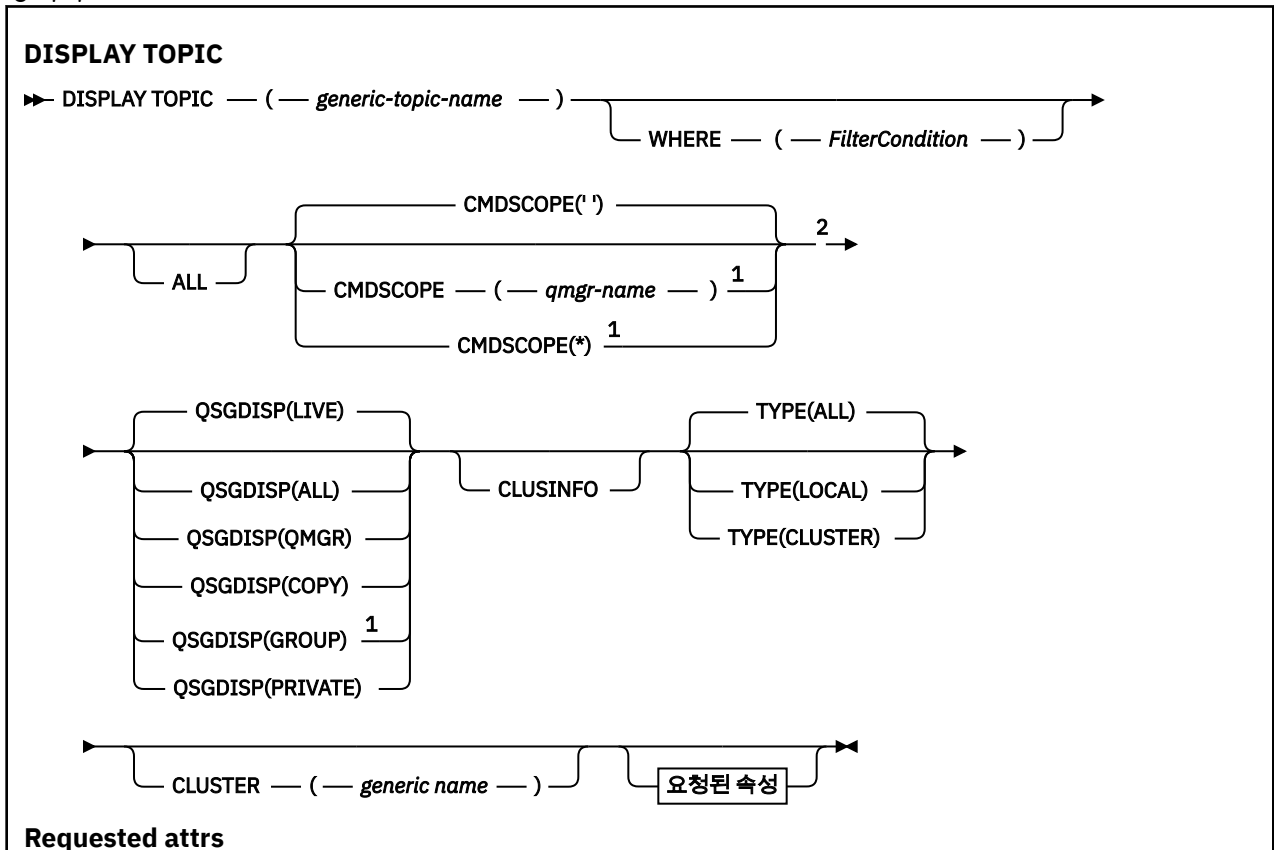 DISPLAY TOPIC
DISPLAY TOPIC ( generic-topic-name )
WHERE ( FilterCondition )
CMDSCOPE(' ')
2
ALL
CMDSCOPE ( qmgr-name ) 1
CMDSCOPE(*) 1
QSGDISP(LIVE)
TYPE(ALL)
QSGDISP(ALL)
CLUSINFO
TYPE(LOCAL)
QSGDISP(QMGR)
TYPE(CLUSTER)
QSGDISP(COPY)
QSGDISP(GROUP) 1
QSGDISP(PRIVATE)
CLUSTER ( generic name )
요청된 속성
Requested attrs